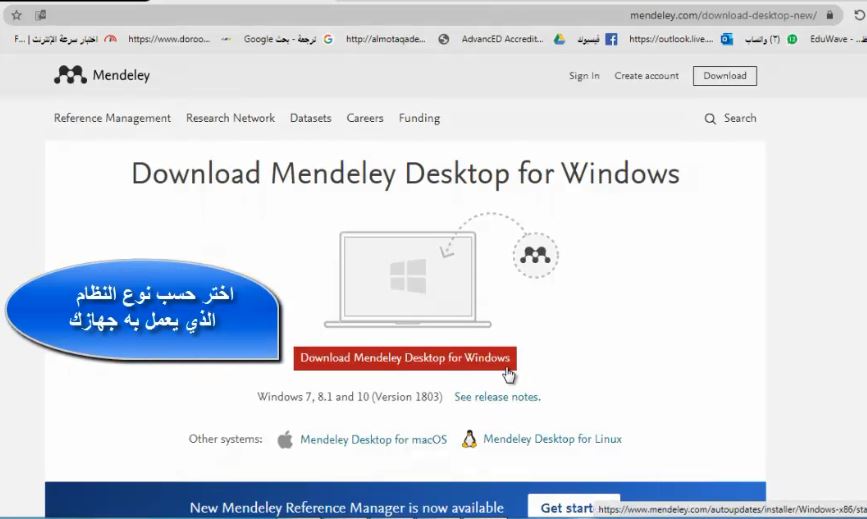 mendeley.com/download-desktop-new/
F... | اختبار سرعة الإنترنت
https://www.doroo...
ترجمة - بحث Google
http://almotaqade...
AdvancED Accredit...
فيسبوك
https://outlook.live....
(٣) واتساب
EduWave - ...
Mendeley
Sign In
Create account
Download
Reference Management
Research Network
Datasets
Careers
Funding
Search
Download Mendeley Desktop for Windows
اختر حسب نوع النظام
الذي يعمل به جهازك
Download Mendeley Desktop for Windows
Windows 7, 8.1 and 10 (Version 1803) See release notes.
Other systems: Mendeley Desktop for macOS Mendeley Desktop for Linux
New Mendeley Reference Manager is now available
Get start
https://www.mendeley.com/autoupdates/installer/Windows-x86/sta